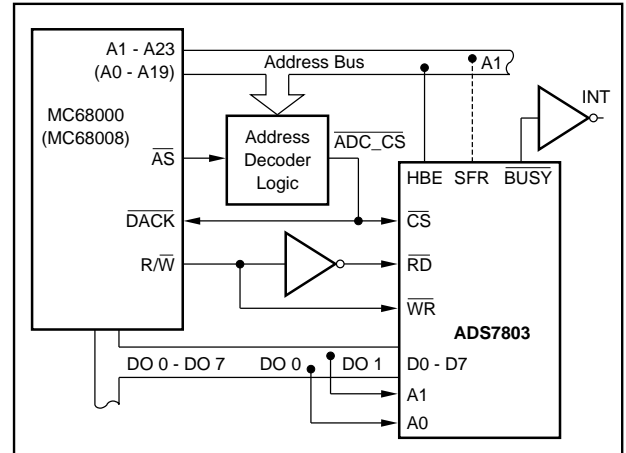 A1 - A23
(A0 - A19)
Address Bus
A1
INT
MC68000
(MC68008)
Address
Decoder
Logic
ADC_CS
AS
HBE SFR BUSY
DACK
CS
R/W
RD
WR
ADS7803
DO 0 - DO 7 DO 0 DO 1 D0 - D7
A1
A0